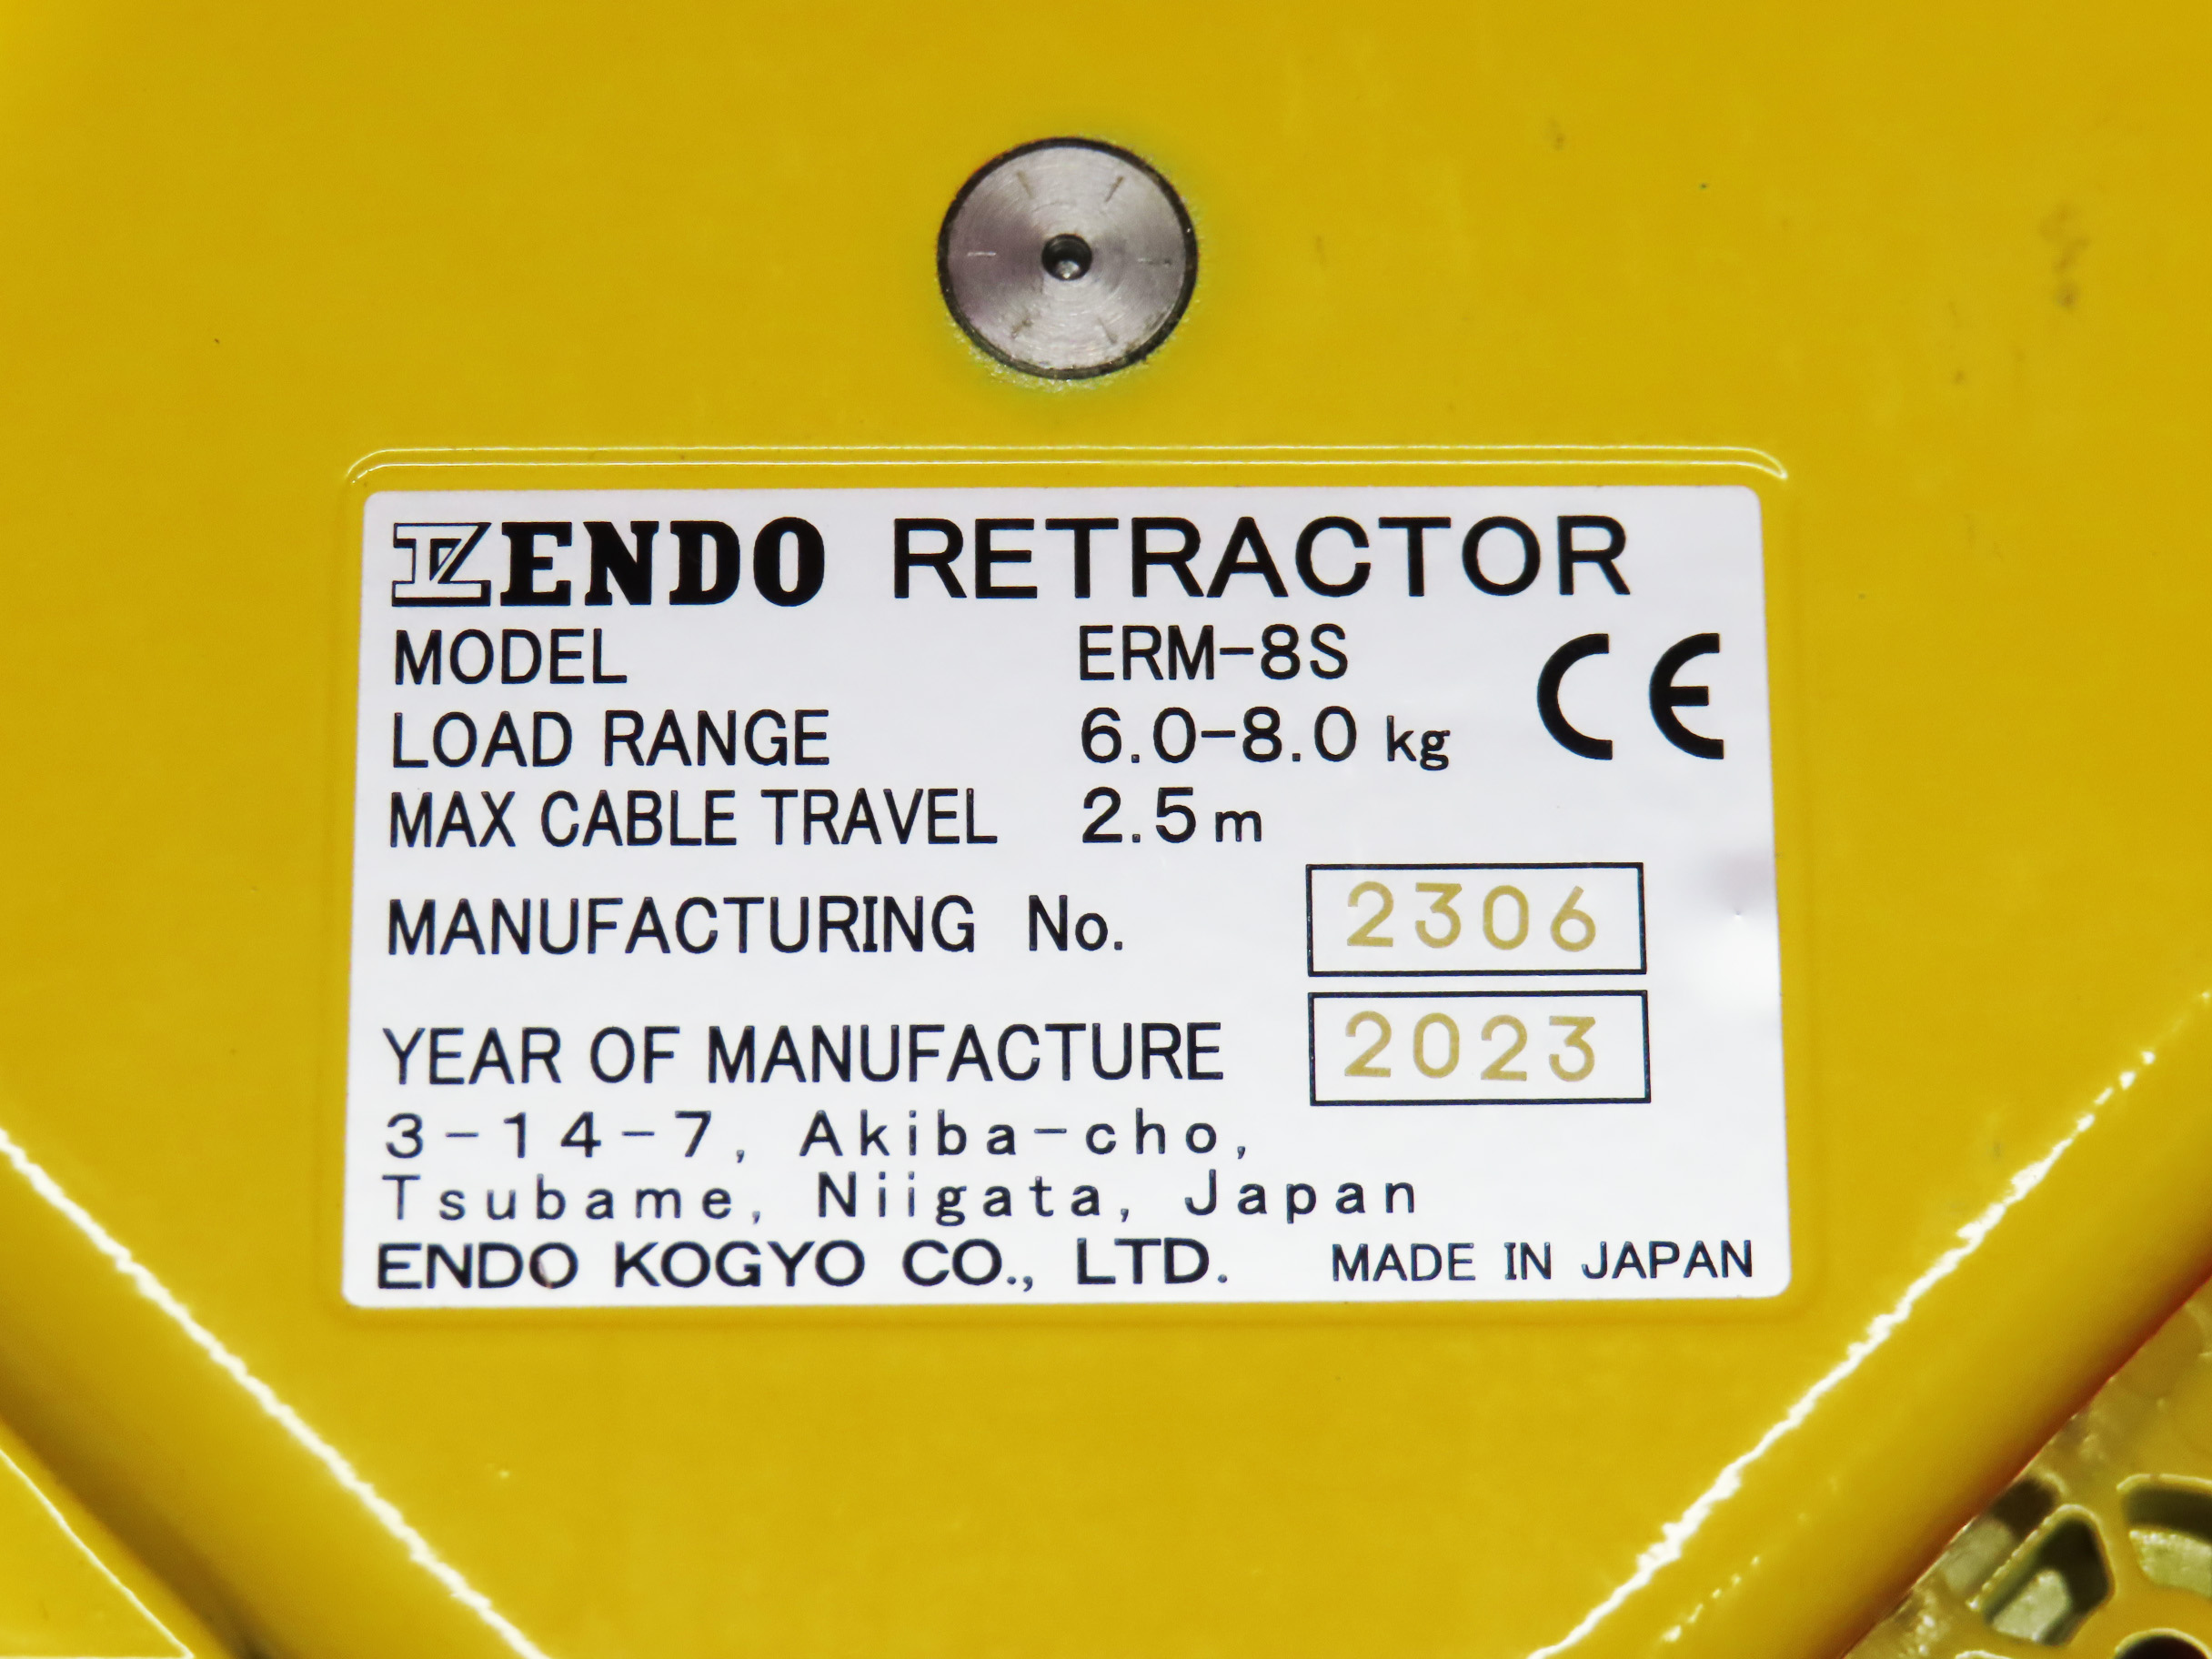 ENDO RETRACTOR
MODEL ERM-8S CE
LOAD RANGE 6.0-8.0 kg
MAX CABLE TRAVEL 2.5m
MANUFACTURING No. 2306
YEAR OF MANUFACTURE 2023
3-14-7, Akiba-cho,
Tsubame, Niigata, Japan
ENDO KOGYO CO., LTD. MADE IN JAPAN